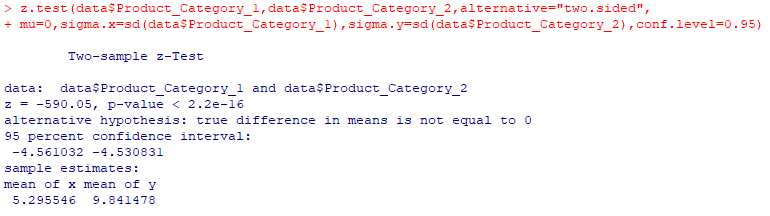 > z.test(data$Product_Category_1,data$Product_Category_2,alternative="two.sided",
+ mu=0,sigma.x=sd(data$Product_Category_1),sigma.y=sd(data$Product_Category_2),conf.level=0.95)
Two-sample z-Test
data:  data$Product_Category_1 and data$Product_Category_2
z = -590.05, p-value < 2.2e-16
alternative hypothesis: true difference in means is not equal to 0
95 percent confidence interval:
-4.561032 -4.530831
sample estimates:
mean of x mean of y
5.295546  9.841478